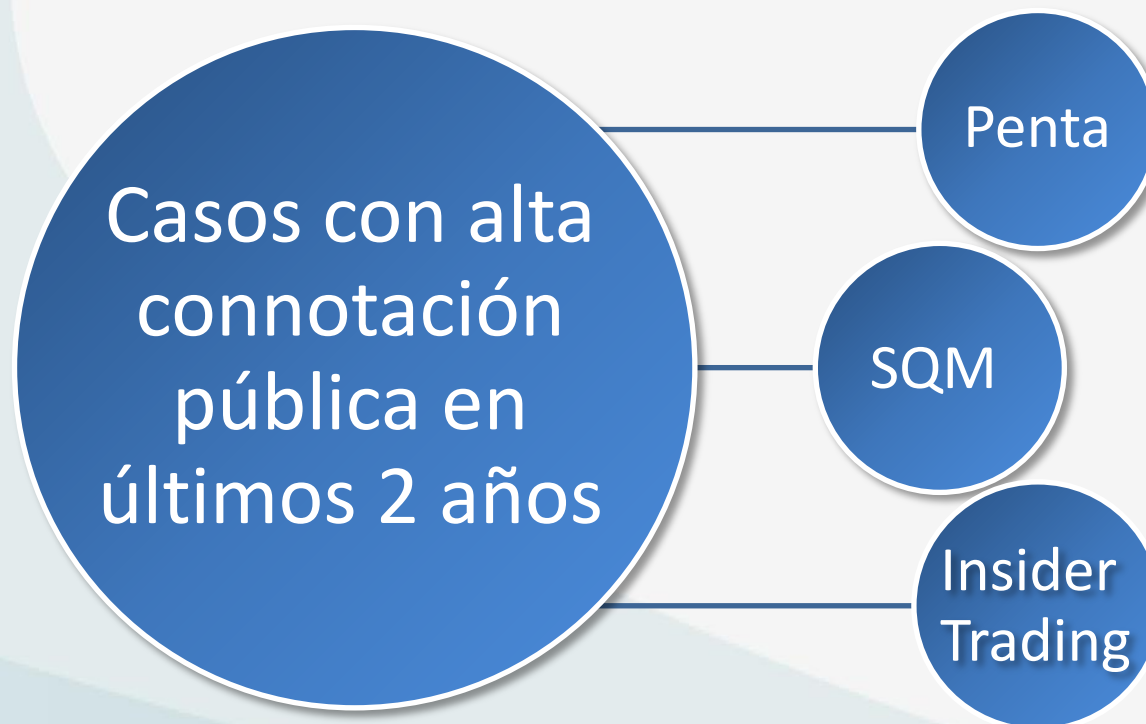 Casos con alta
connotación
pública en
últimos 2 años
Penta
SQM
Insider
Trading